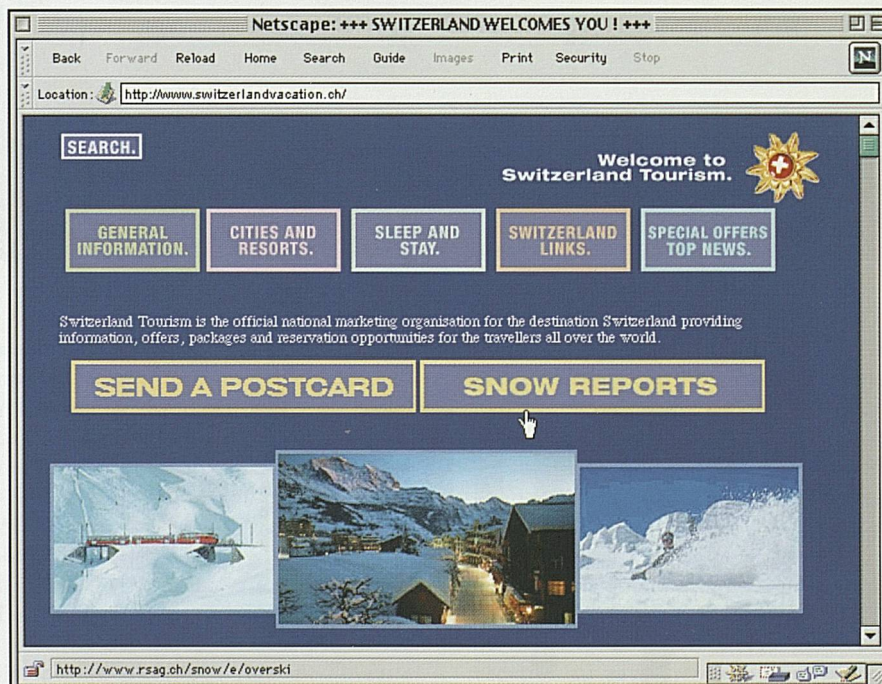 Netscape: +++ SWITZERLAND WELCOMES YOU ! +++
Back Forward Reload Home Search Guide Images Print Security Stop
N
Location: http://www.switzerlandvacation.ch/
SEARCH.
Welcome to
Switzerland Tourism.
GENERAL
INFORMATION.
CITIES AND
RESORTS.
SLEEP AND
STAY.
SWITZERLAND
LINKS.
SPECIAL OFFERS
TOP NEWS.
Switzerland Tourism is the official national marketing organisation for the destination Switzerland providing
information, offers, packages and reservation opportunities for the travellers all over the world.
SEND A POSTCARD
SNOW REPORTS
http://www.rsag.ch/snow/e/overski